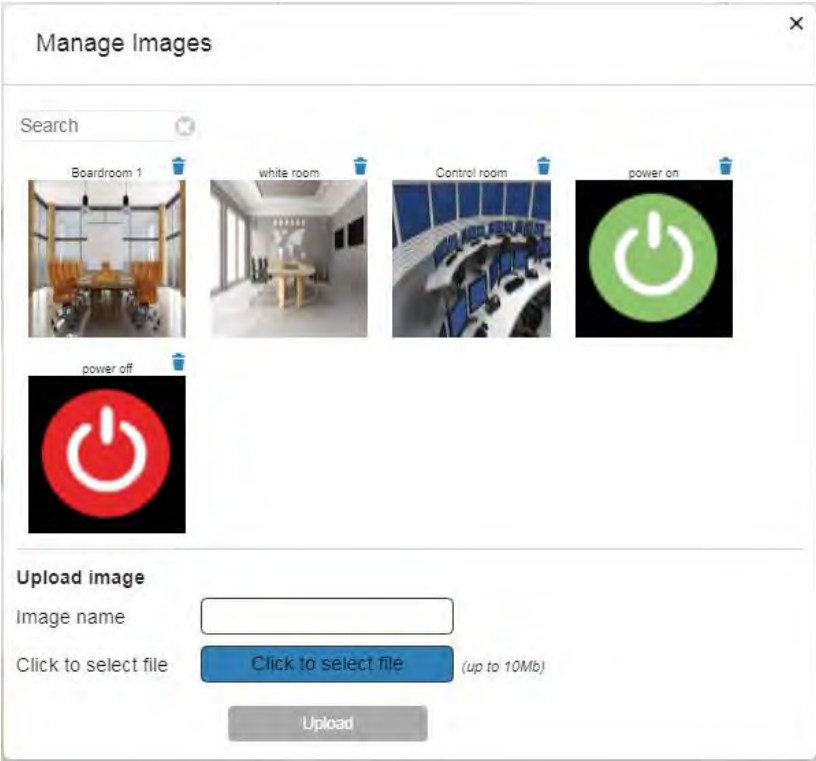 Manage Images
Search
Boardroom 1
white room
Control room
power on
power off
Upload image
Image name
Click to select file
Click to select file
(up to 10Mb)
Upload